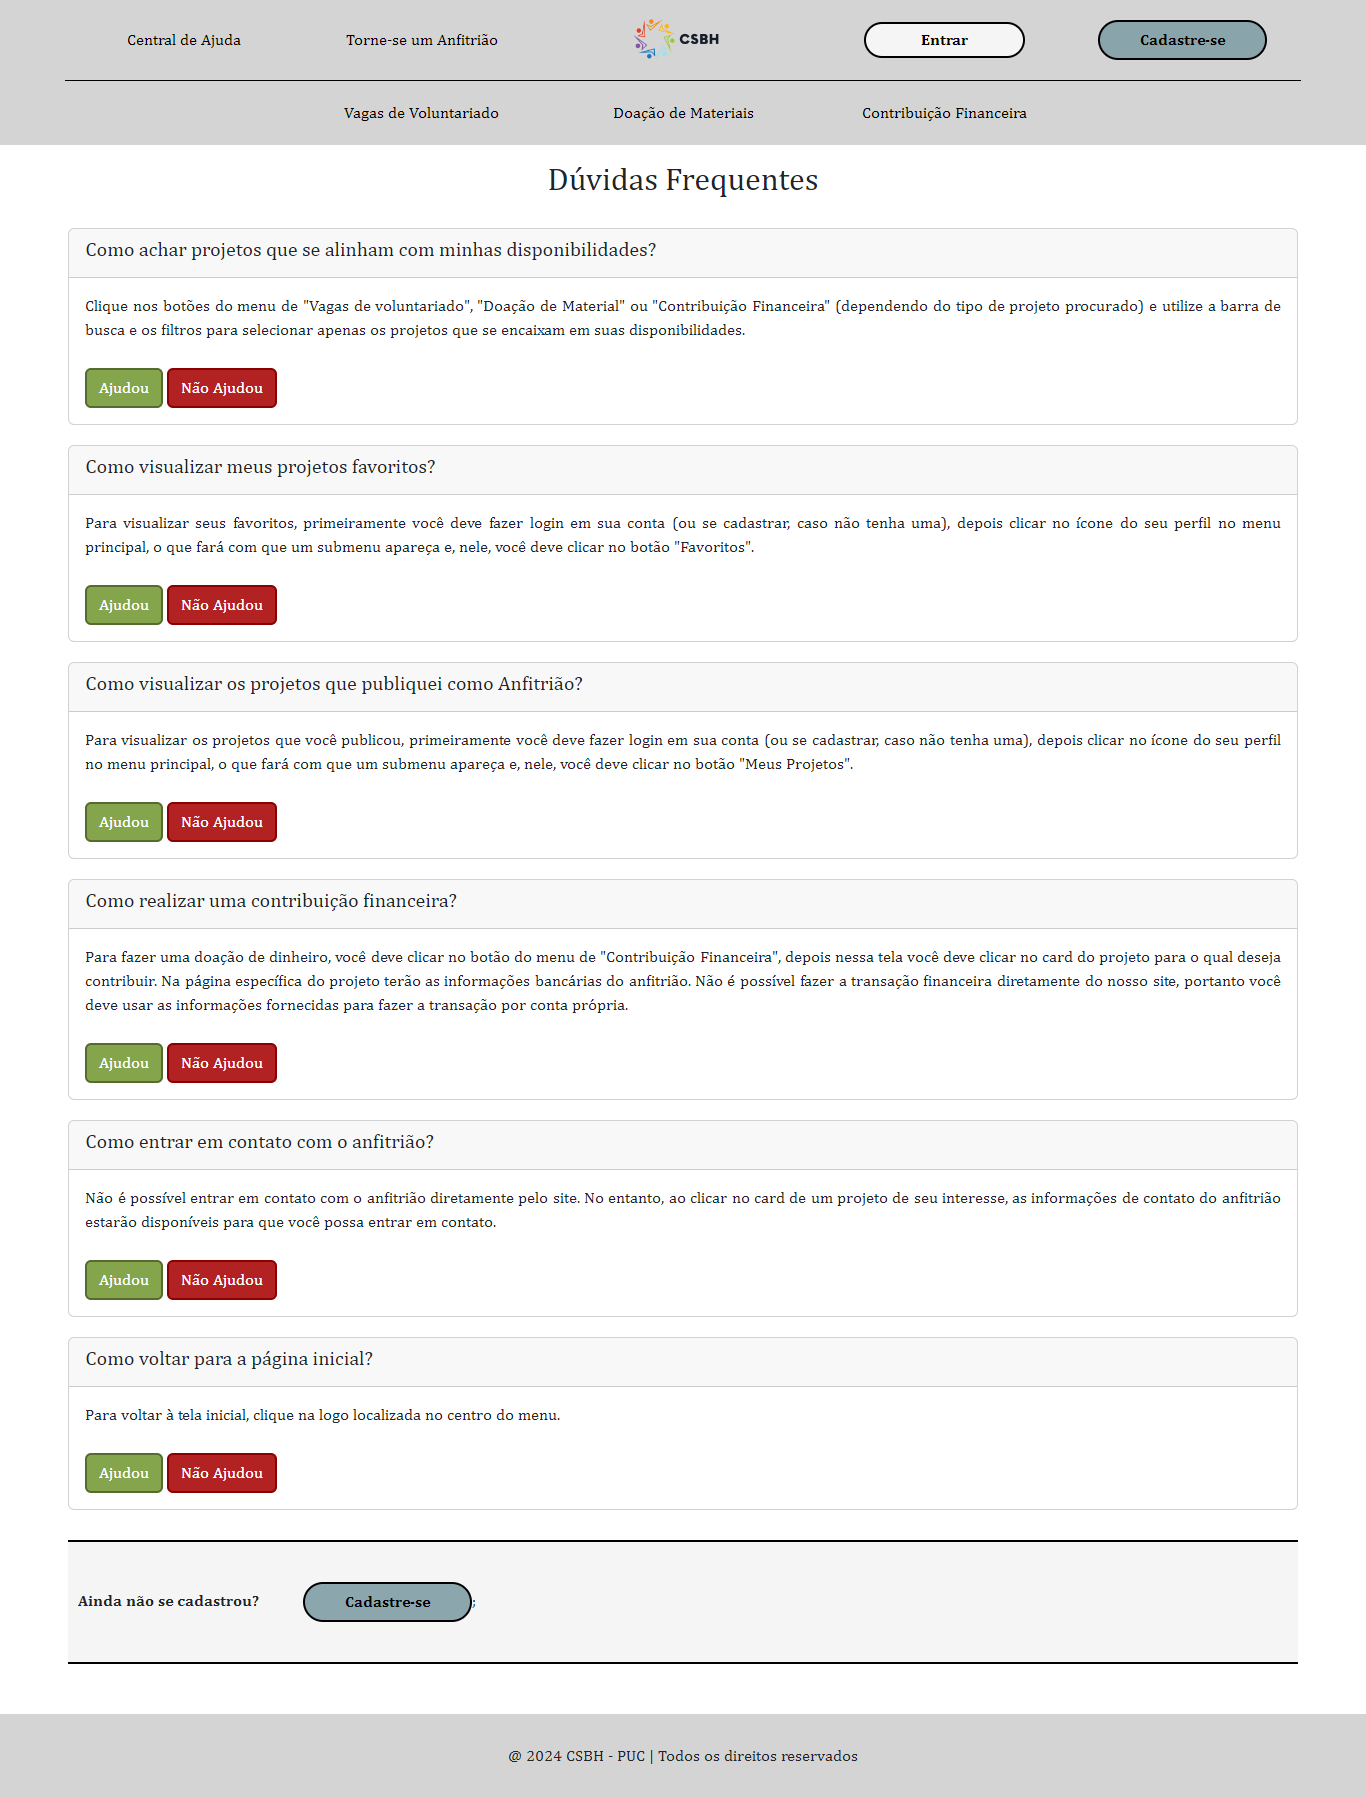 Central de Ajuda
Torne-se um Anfitrião
CSBH
Entrar
Cadastre-se
Vagas de Voluntariado
Doação de Materiais
Contribuição Financeira
Dúvidas Frequentes
Como achar projetos que se alinham com minhas disponibilidades?
Clique nos botões do menu de "Vagas de voluntariado", "Doação de Material" ou "Contribuição Financeira" (dependendo do tipo de projeto procurado) e utilize a barra de
busca e os filtros para selecionar apenas os projetos que se encaixam em suas disponibilidades.
Ajudou
Não Ajudou
Como visualizar meus projetos favoritos?
Para visualizar seus favoritos, primeiramente você deve fazer login em sua conta (ou se cadastrar, caso não tenha uma), depois clicar no ícone do seu perfil no menu
principal, o que fará com que um submenu apareça e, nele, você deve clicar no botão "Favoritos".
Ajudou
Não Ajudou
Como visualizar os projetos que publiquei como Anfitrião?
Para visualizar os projetos que você publicou, primeiramente você deve fazer login em sua conta (ou se cadastrar, caso não tenha uma), depois clicar no ícone do seu perfil
no menu principal, o que fará com que um submenu apareça e, nele, você deve clicar no botão "Meus Projetos".
Ajudou
Não Ajudou
Como realizar uma contribuição financeira?
Para fazer uma doação de dinheiro, você deve clicar no botão do menu de "Contribuição Financeira", depois nessa tela você deve clicar no card do projeto para o qual deseja
contribuir. Na página específica do projeto terão as informações bancárias do anfitrião. Não é possível fazer a transação financeira diretamente do nosso site, portanto você
deve usar as informações fornecidas para fazer a transação por conta própria.
Ajudou
Não Ajudou
Como entrar em contato com o anfitrião?
Não é possível entrar em contato com o anfitrião diretamente pelo site. No entanto, ao clicar no card de um projeto de seu interesse, as informações de contato do anfitrião
estarão disponíveis para que você possa entrar em contato.
Ajudou
Não Ajudou
Como voltar para a página inicial?
Para voltar à tela inicial, clique na logo localizada no centro do menu.
Ajudou
Não Ajudou
Ainda não se cadastrou?
Cadastre-se
;
@ 2024 CSBH - PUC | Todos os direitos reservados